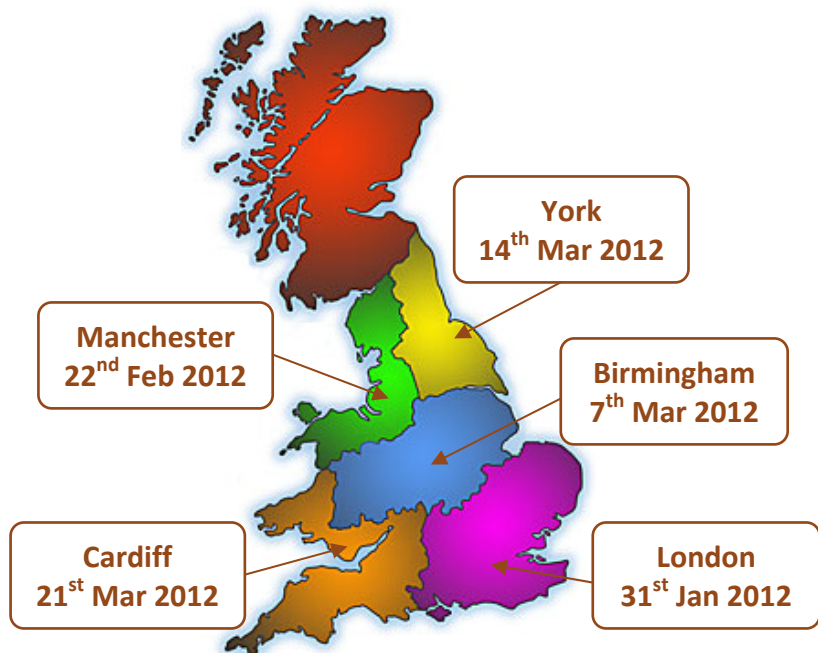 York
14th Mar 2012
Manchester
22nd Feb 2012
Birmingham
7th Mar 2012
Cardiff
21st Mar 2012
London
31st Jan 2012